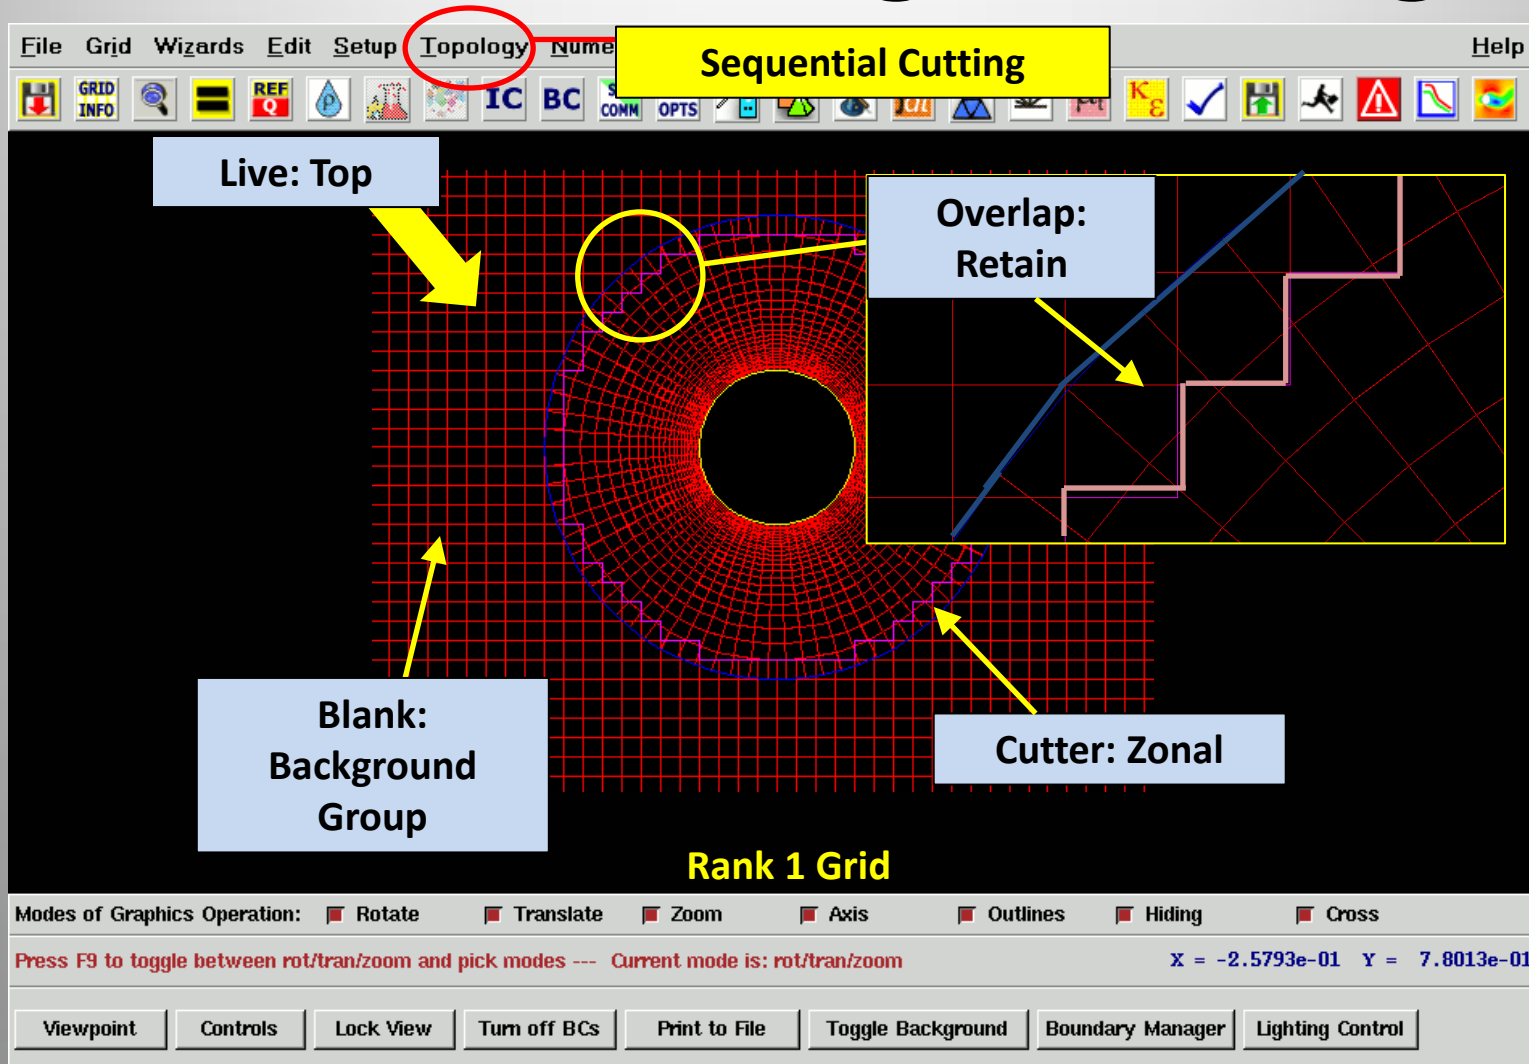 File Grid Wizards Edit Setup Topology Nume Help
Sequential Cutting
GRID INFO
REF Q
ρ
IC
BC
COMM
OPTS
Κ ε
Live: Top
Overlap:
Retain
Blank:
Background
Group
Cutter: Zonal
Rank 1 Grid
Modes of Graphics Operation: Rotate Translate Zoom Axis Outlines Hiding Cross
Press F9 to toggle between rot/tran/zoom and pick modes --- Current mode is: rot/tran/zoom X = -2.5793e-01 Y = 7.8013e-01
Viewpoint Controls Lock View Turn off BCs Print to File Toggle Background Boundary Manager Lighting Control